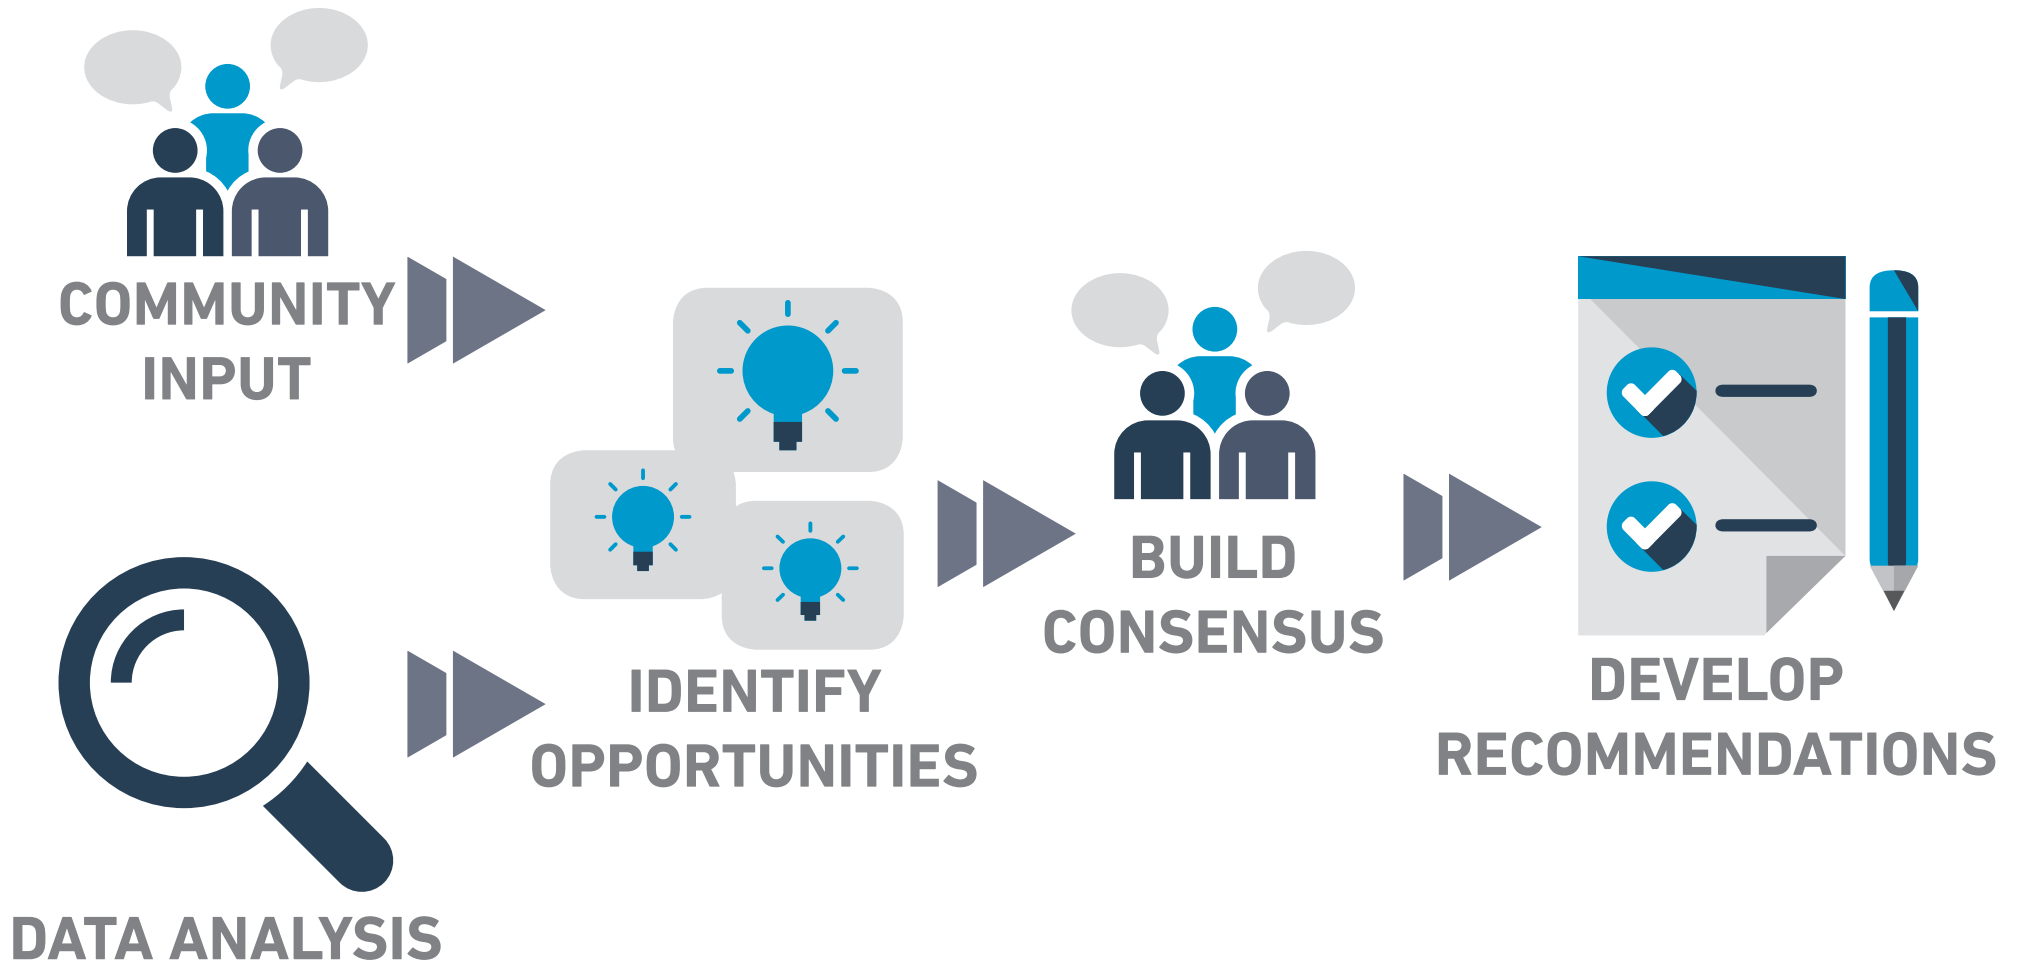 COMMUNITY
INPUT
DATA ANALYSIS
IDENTIFY
OPPORTUNITIES
BUILD
CONSENSUS
DEVELOP
RECOMMENDATIONS